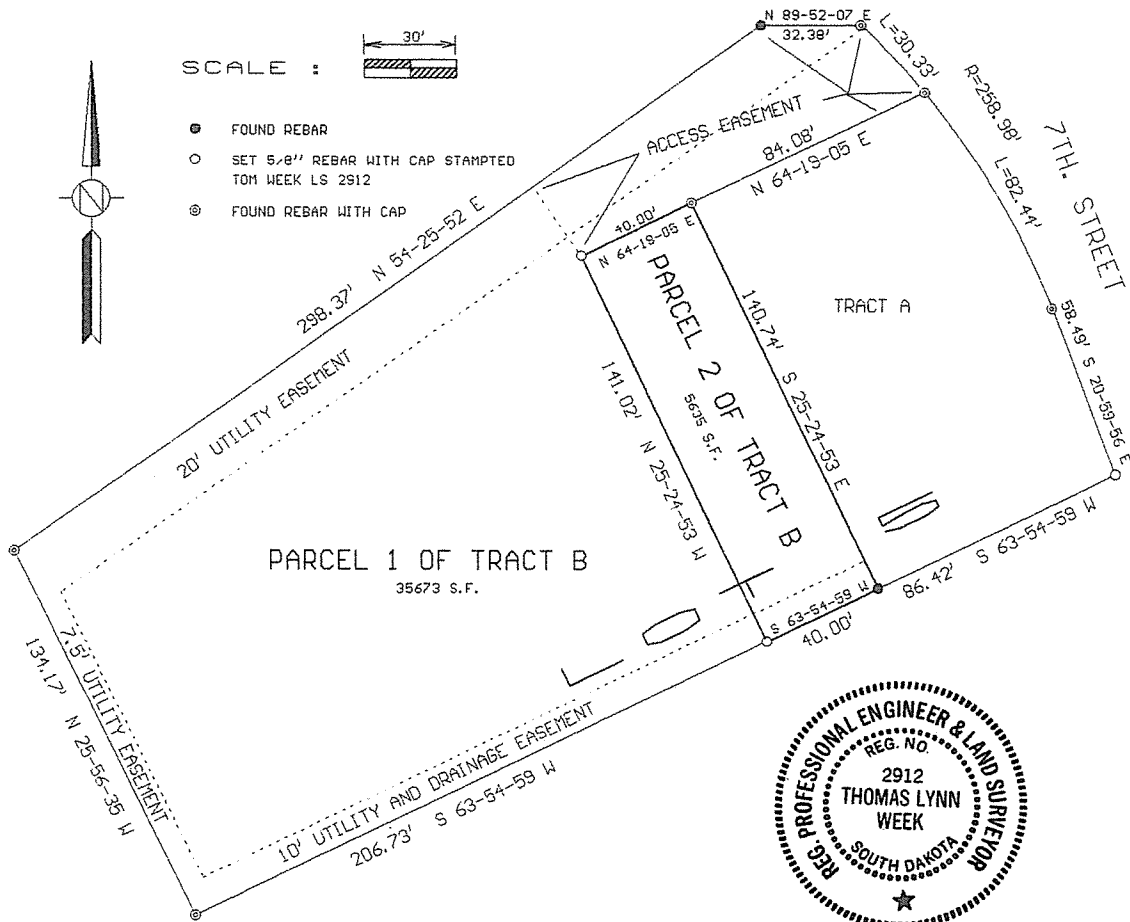 SCALE :
30'
FOUND REBAR
SET 5/8'' REBAR WITH CAP STAMPTED
TOM WEEK LS 2912
FOUND REBAR WITH CAP
N
N 89-52-07 E
32.38'
L=30.33'
R=258.98'
L=82.44'
7TH. STREET
ACCESS EASEMENT
84.08'
N 64-19-05 E
298.37' N 54-25-52 E
40.00'
N 64-19-05 E
20' UTILITY EASEMENT
TRACT A
58.49' S 20-59-56 E
PARCEL 2 OF TRACT B
5635 S.F.
140.74' S 25-24-53 E
141.02' N 25-24-53 W
PARCEL 1 OF TRACT B
35673 S.F.
LOT
S 63-54-59 W
40.00'
86.42' S 63-54-59 W
7.5' UTILITY EASEMENT
134.17' N 25-56-35 W
10' UTILITY AND DRAINAGE EASEMENT
206.73' S 63-54-59 W
REG. PROFESSIONAL ENGINEER & LAND SURVEYOR
REG. NO.
2912
THOMAS LYNN
WEEK
SOUTH DAKOTA